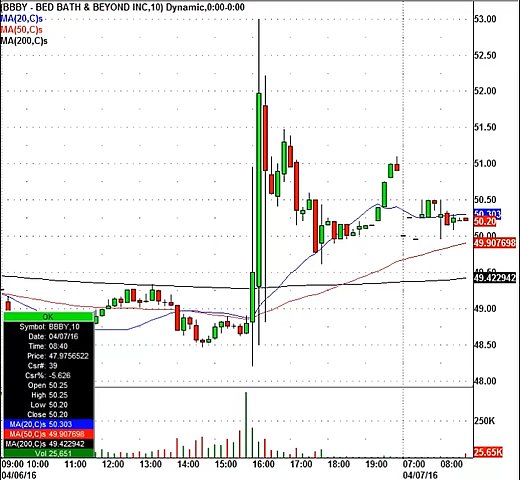 (BBBY - BED BATH & BEYOND INC,10) Dynamic,0:00-0:00
MA(20,C)s
MA(50,C)s
MA(200,C)s
53.00
52.50
52.00
51.50
51.00
50.50
50.303
50.20
50.00
49.907698
49.50
49.422942
49.00
48.50
48.00
250K
25.65K
OK
Symbol: BBBY,10
Date: 04/07/16
Time: 08:40
Price: 47.9756522
Csr#: 39
Csr%: -5.626
Open 50.25
High 50.25
Low 50.20
Close 50.20
MA(20,C)s 50.303
MA(50,C)s 49.907698
MA(200,C)s 49.422942
Vol 25,651
09:00 10:00 11:00 12:00 13:00 14:00 15:00 16:00 17:00 18:00 19:00 07:00 08:00
04/06/16 04/07/16